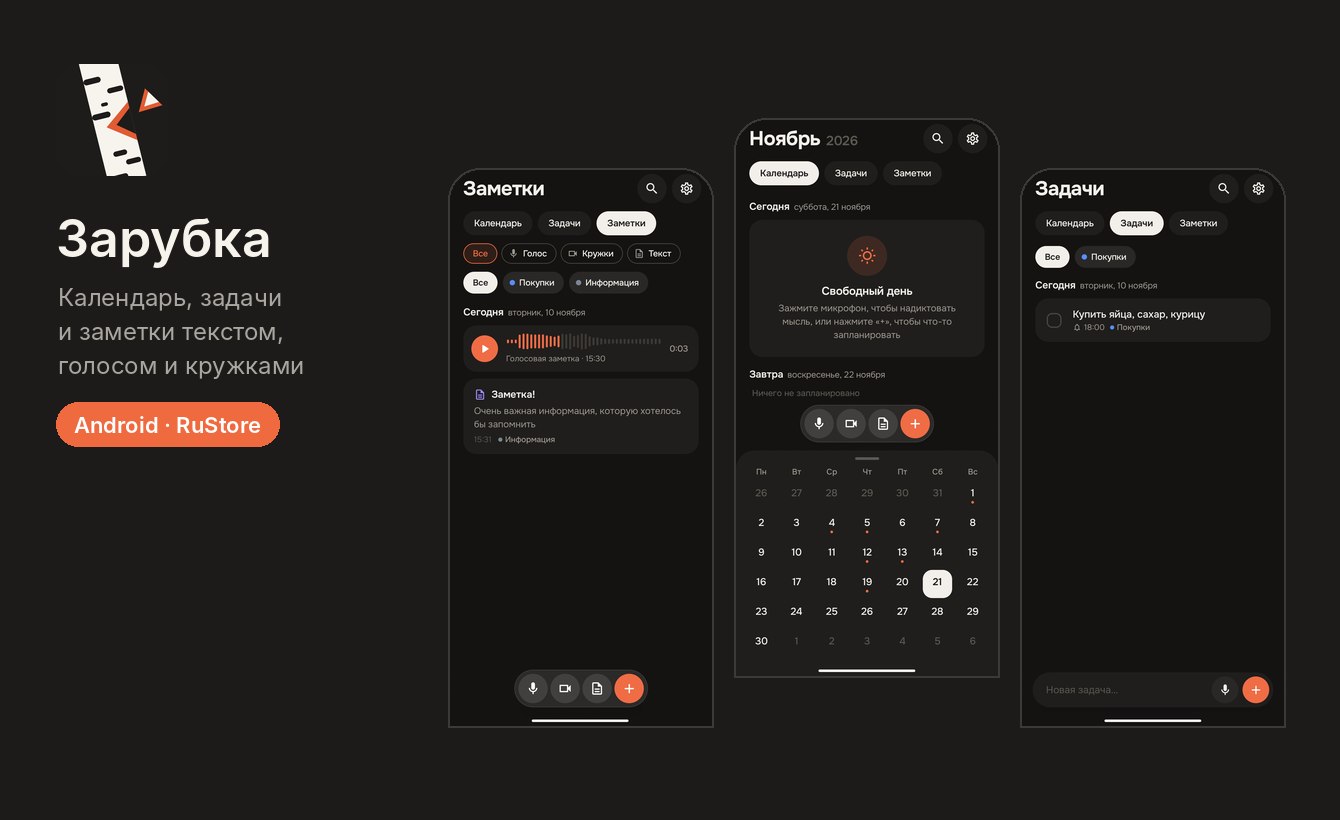 Зарубка
Календарь, задачи
и заметки текстом,
голосом и кружками
Android · RuStore
Заметки
Календарь Задачи Заметки
Все Голос Кружки Текст
Все Покупки Информация
Сегодня вторник, 10 ноября
0:03
Голосовая заметка · 15:30
Заметка!
Очень важная информация, которую хотелось
бы запомнить
15:31 Информация
Ноябрь 2026
Календарь Задачи Заметки
Сегодня суббота, 21 ноября
Свободный день
Зажмите микрофон, чтобы надиктовать
мысль, или нажмите «+», чтобы что-то
запланировать
Завтра воскресенье, 22 ноября
Ничего не запланировано
Пн Вт Ср Чт Пт Сб Вс
26 27 28 29 30 31 1
2 3 4 5 6 7 8
9 10 11 12 13 14 15
16 17 18 19 20 21 22
23 24 25 26 27 28 29
30 1 2 3 4 5 6
Задачи
Календарь Задачи Заметки
Все Покупки
Сегодня вторник, 10 ноября
Купить яйца, сахар, курицу
18:00 Покупки
Новая задача...